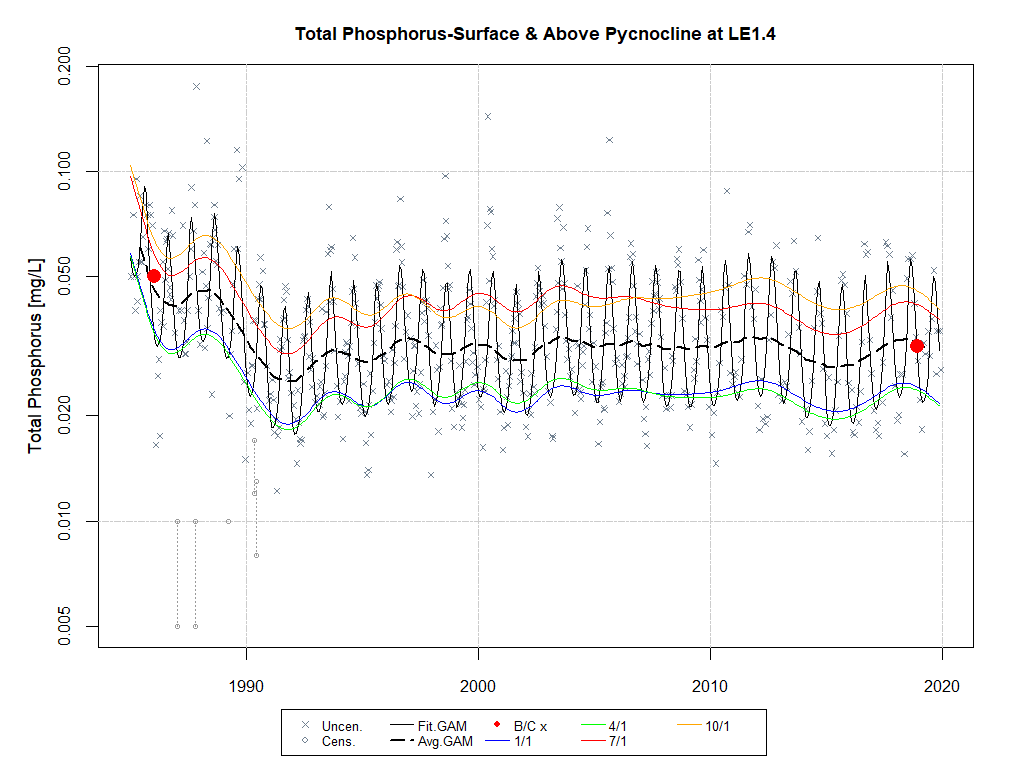 Total Phosphorus-Surface & Above Pycnocline at LE1.4
Total Phosphorus [mg/L]
0.200
0.100
0.050
0.020
0.010
0.005
1990 2000 2010 2020
Uncen. Fit.GAM B/C x 4/1 10/1
Cens. Avg.GAM 1/1 7/1